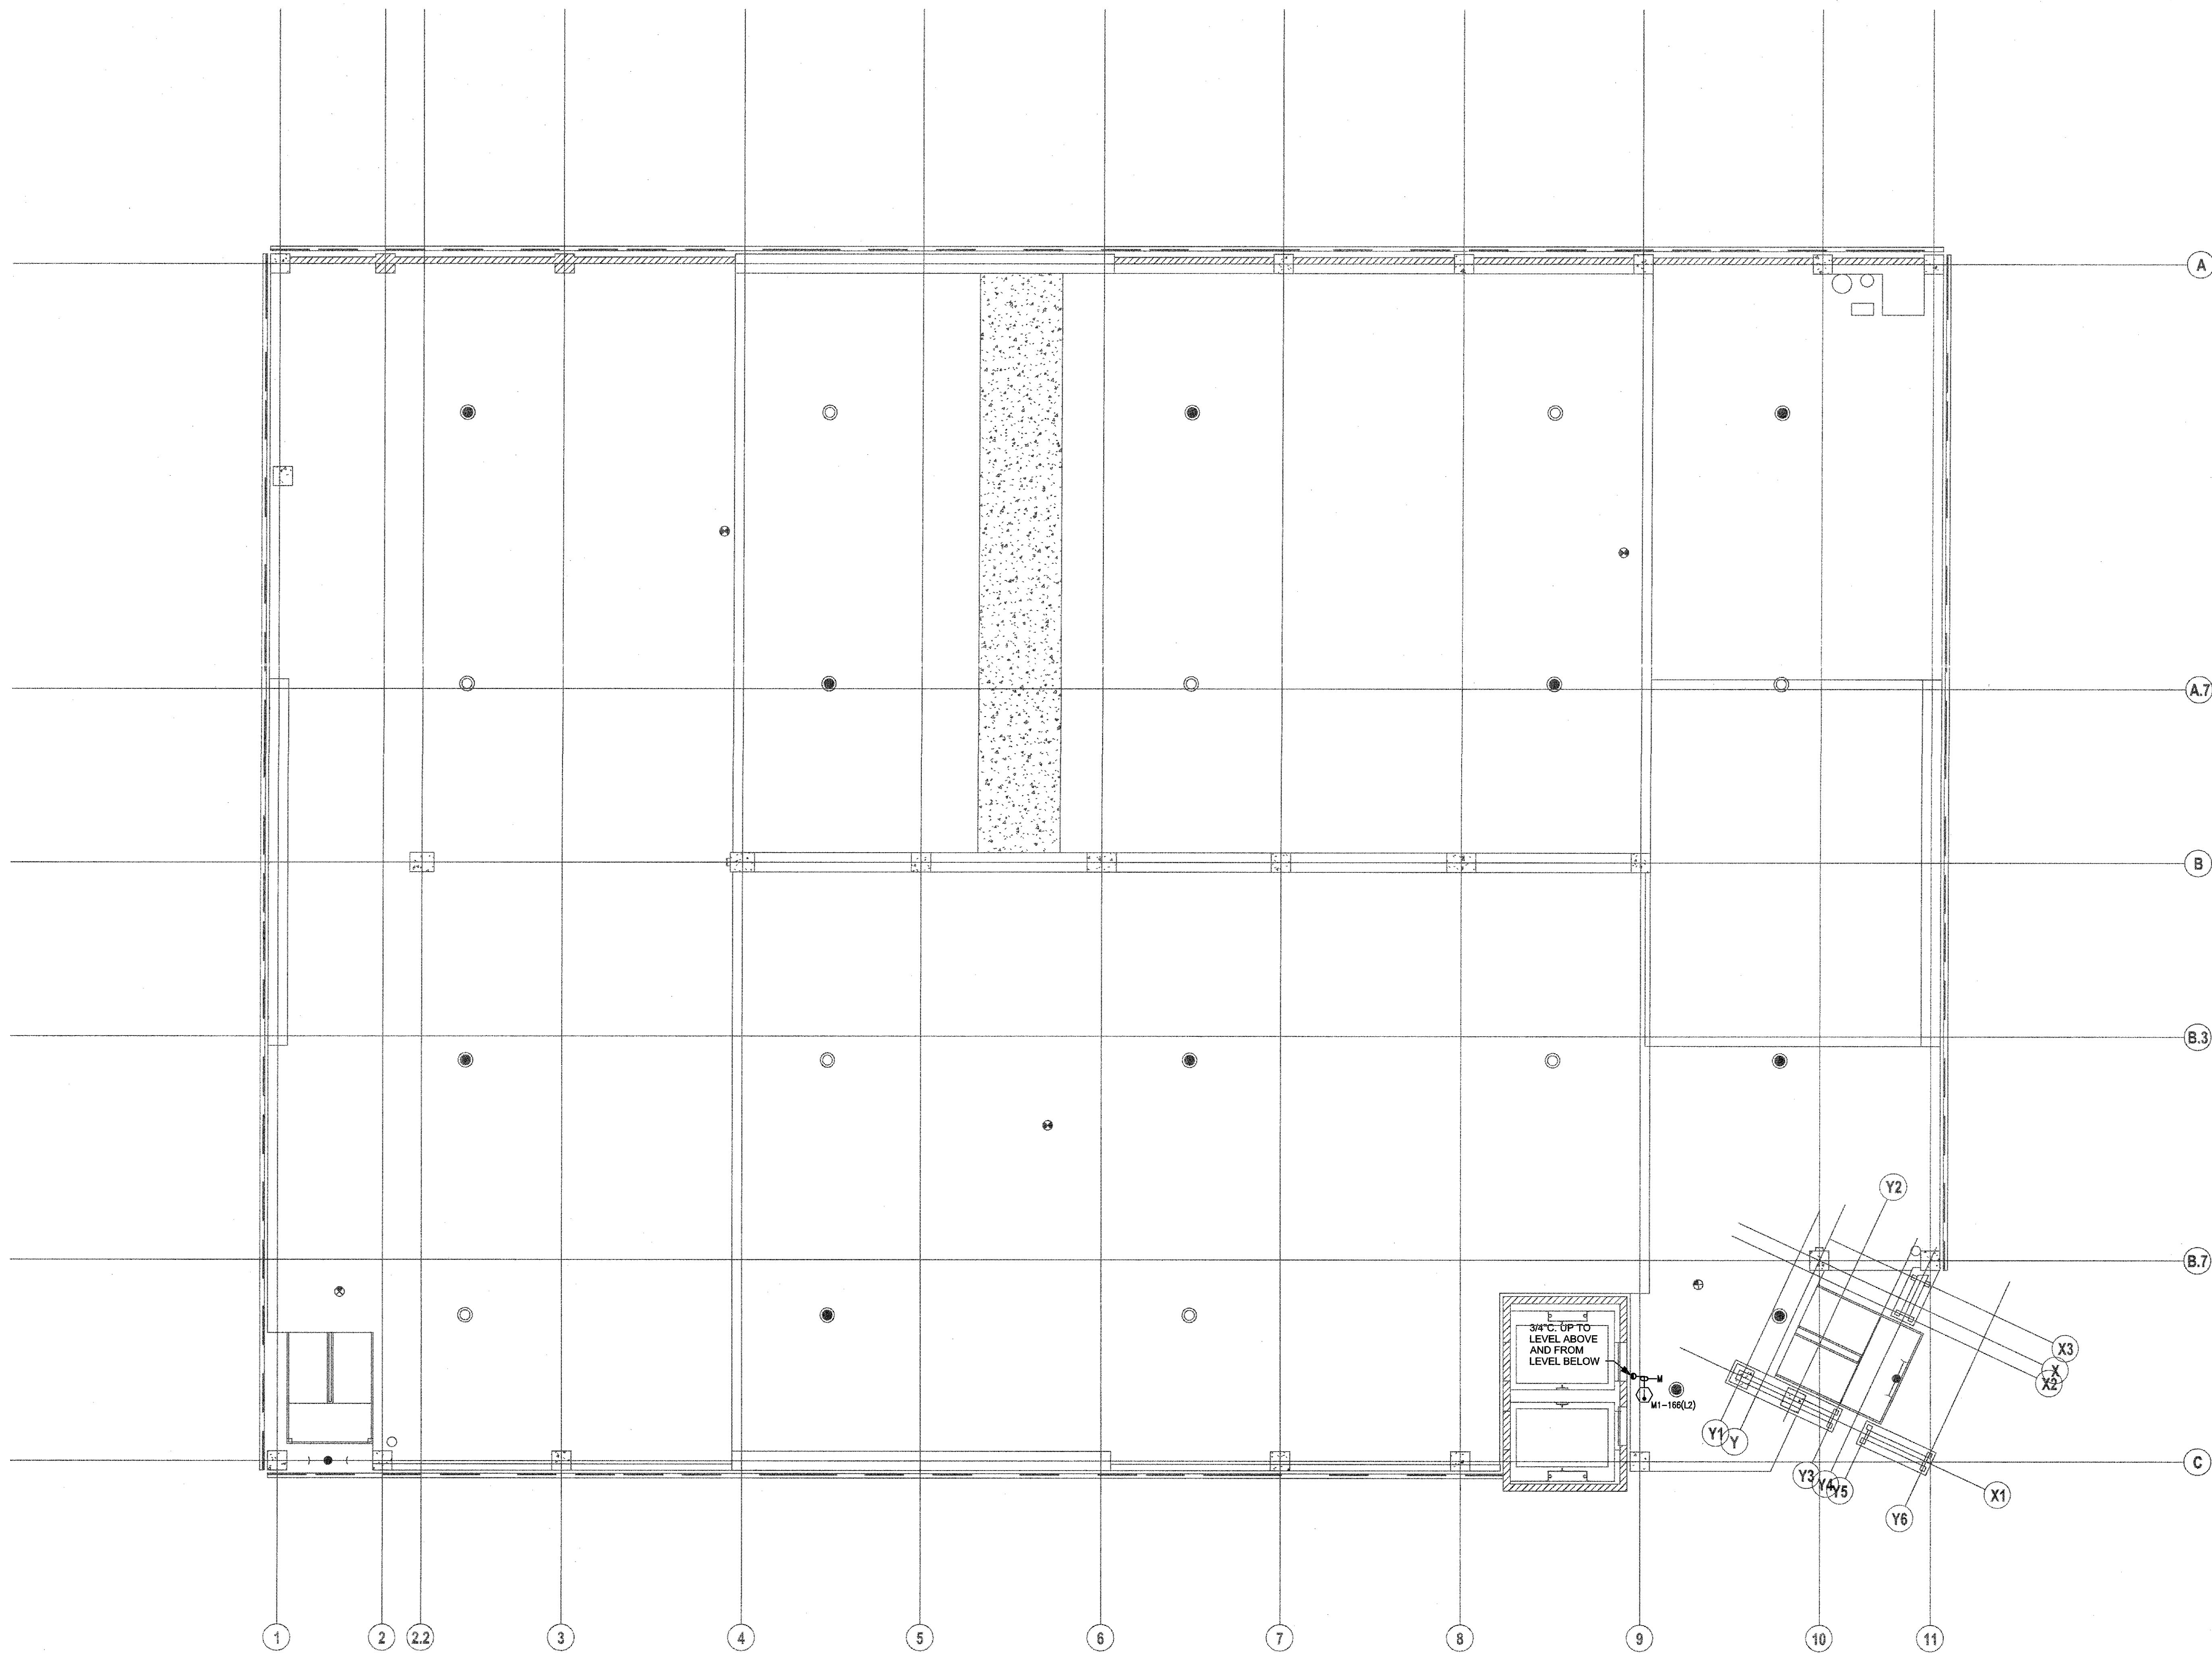 A
A.7
B
B.3
Y2
B.7
3/4"C. UP TO
LEVEL ABOVE
AND FROM
LEVEL BELOW
M
M1-166(L2)
X3
X
X2
Y1
Y
Y3
Y4
Y5
C
X1
Y6
1
2
2.2
3
4
5
6
7
8
9
10
11